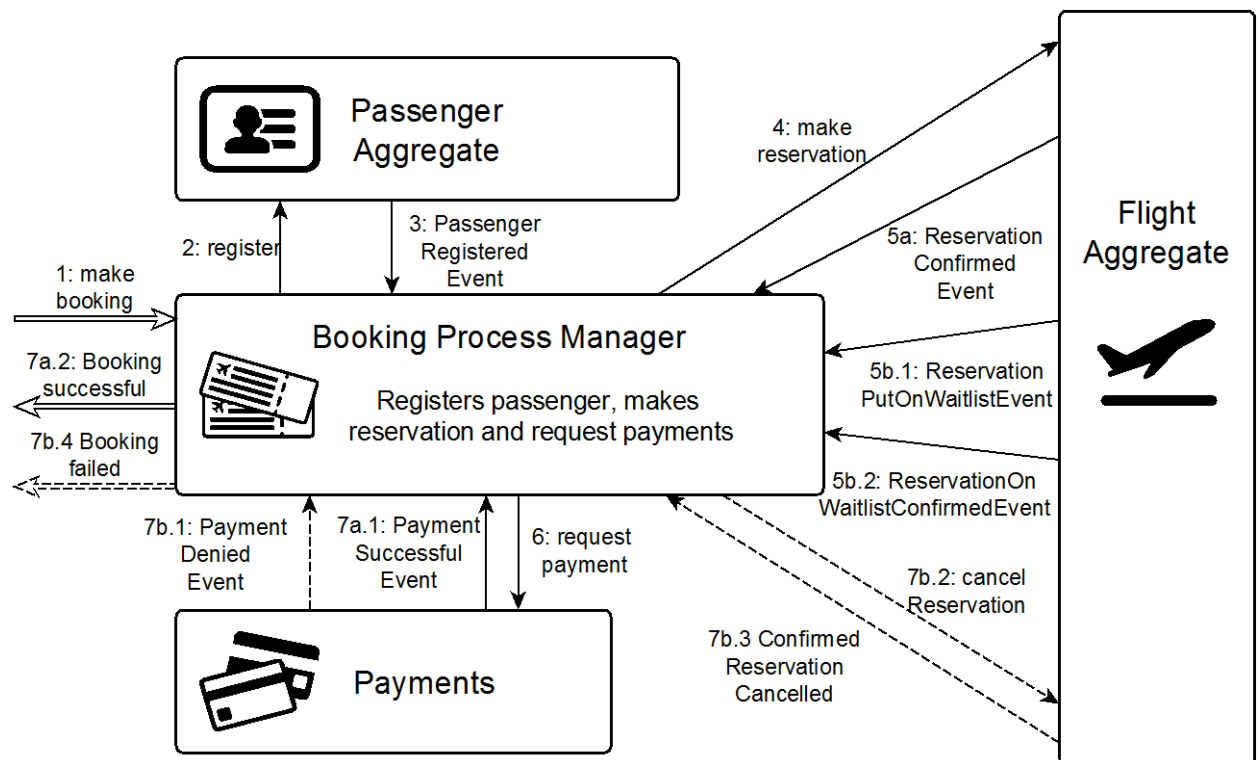 Passenger
Aggregate
4: make
reservation
Flight
Aggregate
2: register
3: Passenger
Registered
Event
5a: Reservation
Confirmed
Event
1: make
booking
Booking Process Manager
Registers passenger, makes
reservation and request payments
7a.2: Booking
successful
7b.4 Booking
failed
5b.1: Reservation
PutOnWaitlistEvent
5b.2: ReservationOn
WaitlistConfirmedEvent
7b.1: Payment
Denied
Event
7a.1: Payment
Successful
Event
6: request
payment
7b.2: cancel
Reservation
7b.3 Confirmed
Reservation
Cancelled
Payments